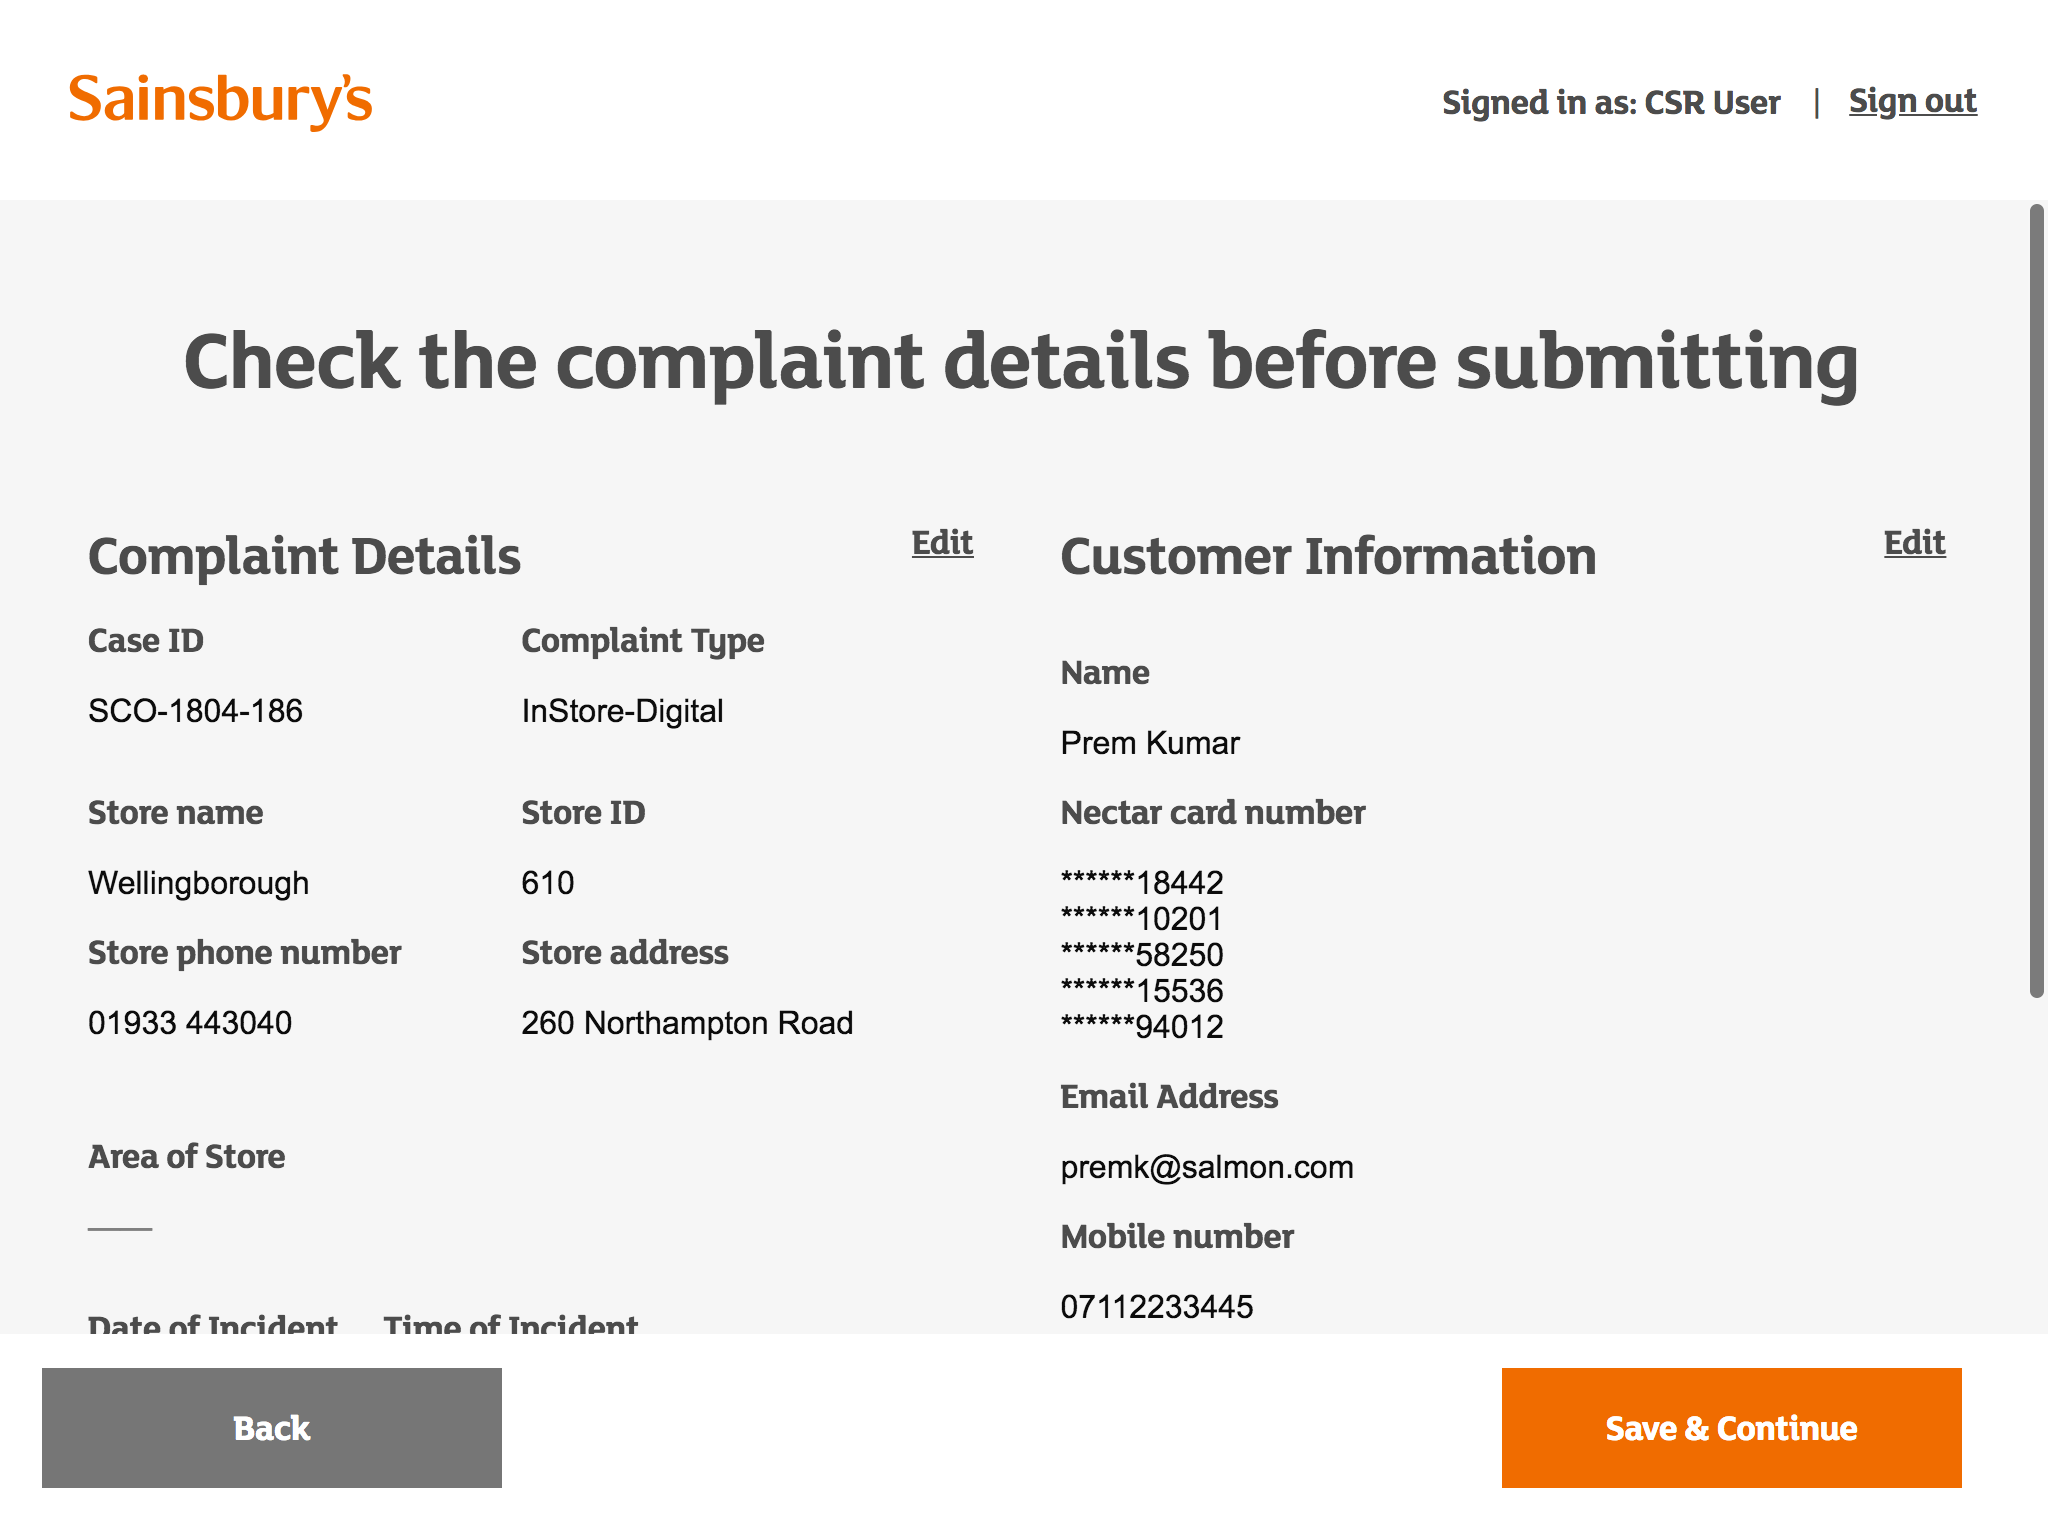 Sainsbury's
Signed in as: CSR User | Sign out
Check the complaint details before submitting
Complaint Details
Edit
Case ID
Complaint Type
SCO-1804-186
InStore-Digital
Store name
Store ID
Wellingborough
610
Store phone number
Store address
01933 443040
260 Northampton Road
Area of Store
Date of Incident
Time of Incident
Customer Information
Edit
Name
Prem Kumar
Nectar card number
******18442
******10201
******58250
******15536
******94012
Email Address
premk@salmon.com
Mobile number
07112233445
Back
Save & Continue